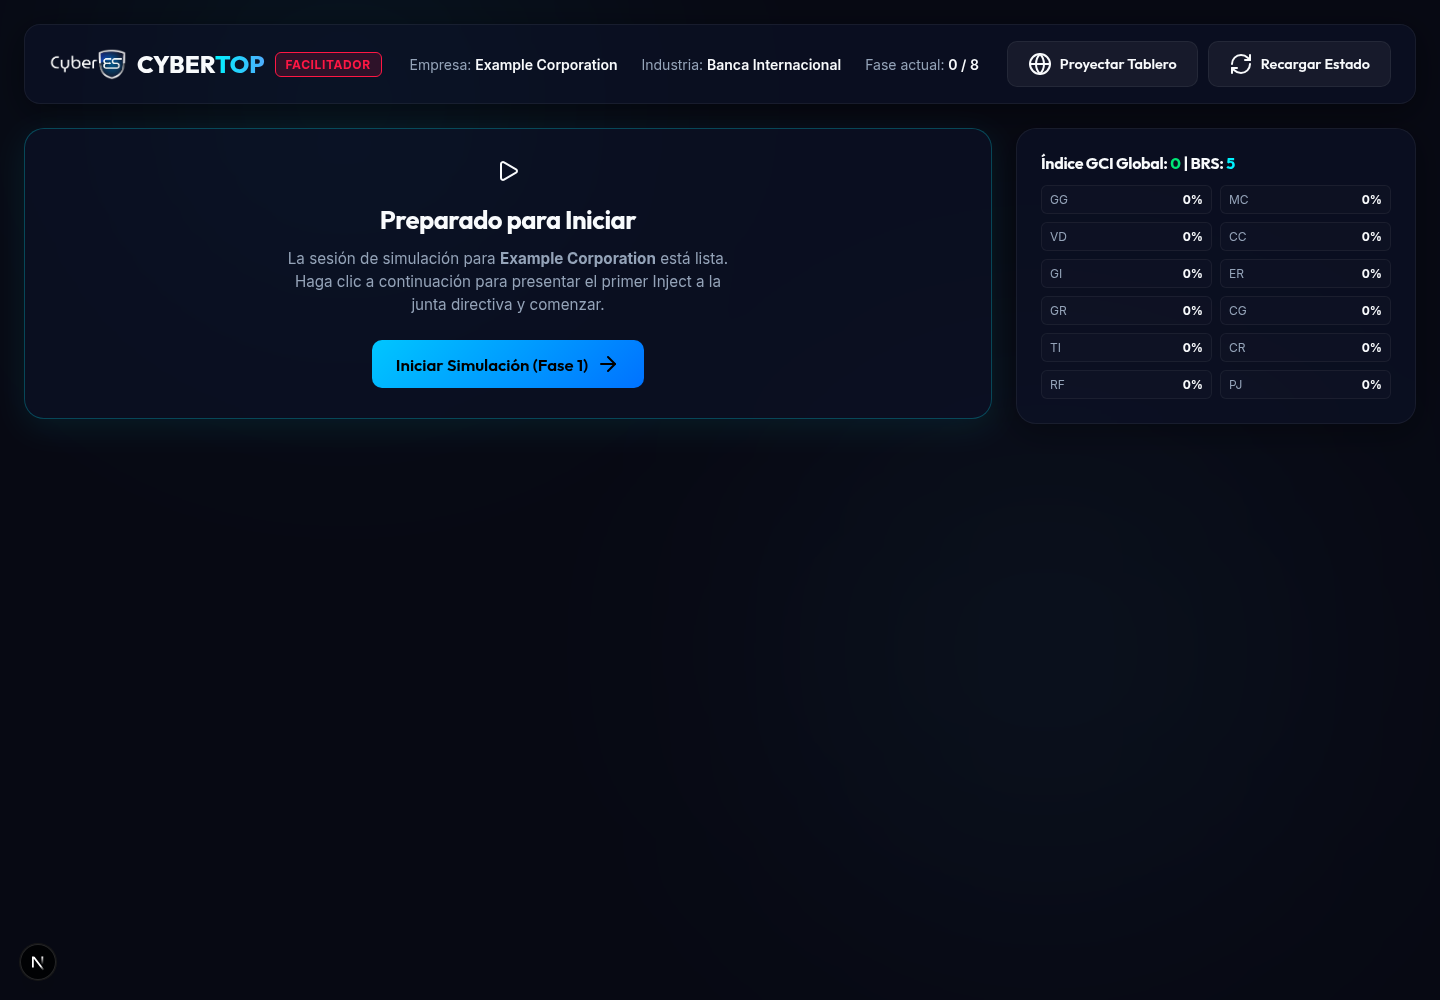 CyberES CYBERTOP FACILITADOR Empresa: Example Corporation Industria: Banca Internacional Fase actual: 0 / 8 Proyectar Tablero Recargar Estado
Preparado para Iniciar
La sesión de simulación para Example Corporation está lista.
Haga clic a continuación para presentar el primer Inject a la
junta directiva y comenzar.
Iniciar Simulación (Fase 1)
Índice GCI Global: 0 | BRS: 5
GG 0% MC 0%
VD 0% CC 0%
GI 0% ER 0%
GR 0% CG 0%
TI 0% CR 0%
RF 0% PJ 0%
N